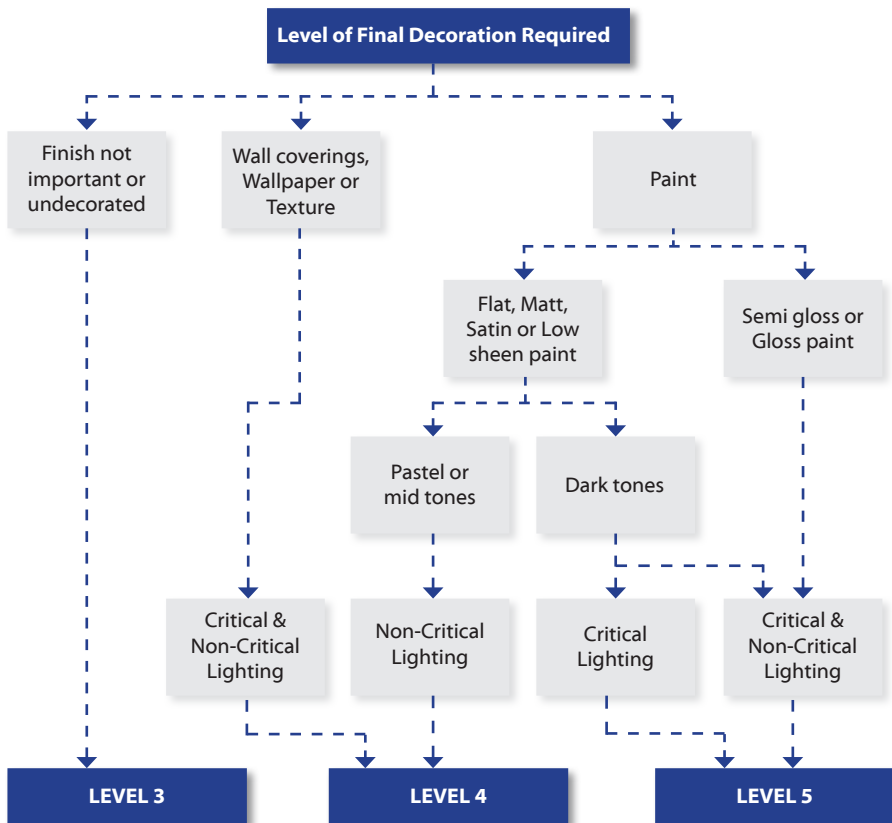 Level of Final Decoration Required
Finish not
important or
undecorated
Wall coverings,
Wallpaper or
Texture
Paint
Flat, Matt,
Satin or Low
sheen paint
Semi gloss or
Gloss paint
Pastel or
mid tones
Dark tones
Critical &
Non-Critical
Lighting
Non-Critical
Lighting
Critical
Lighting
Critical &
Non-Critical
Lighting
LEVEL 3
LEVEL 4
LEVEL 5